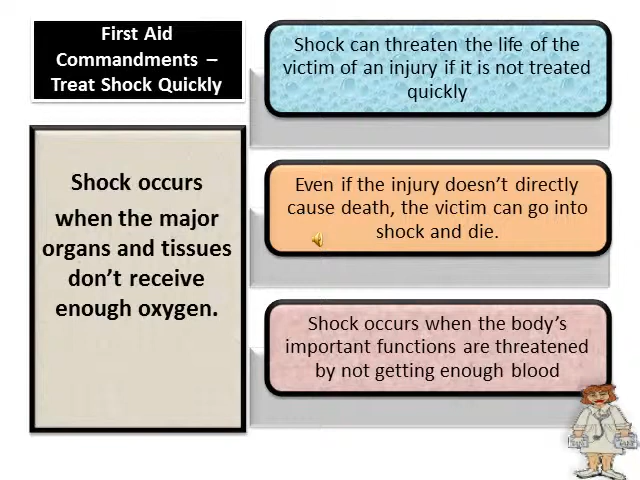 First Aid
Commandments –
Treat Shock Quickly
Shock occurs
when the major
organs and tissues
don’t receive
enough oxygen.
Shock can threaten the life of the
victim of an injury if it is not treated
quickly
Even if the injury doesn’t directly
cause death, the victim can go into
shock and die.
Shock occurs when the body’s
important functions are threatened
by not getting enough blood